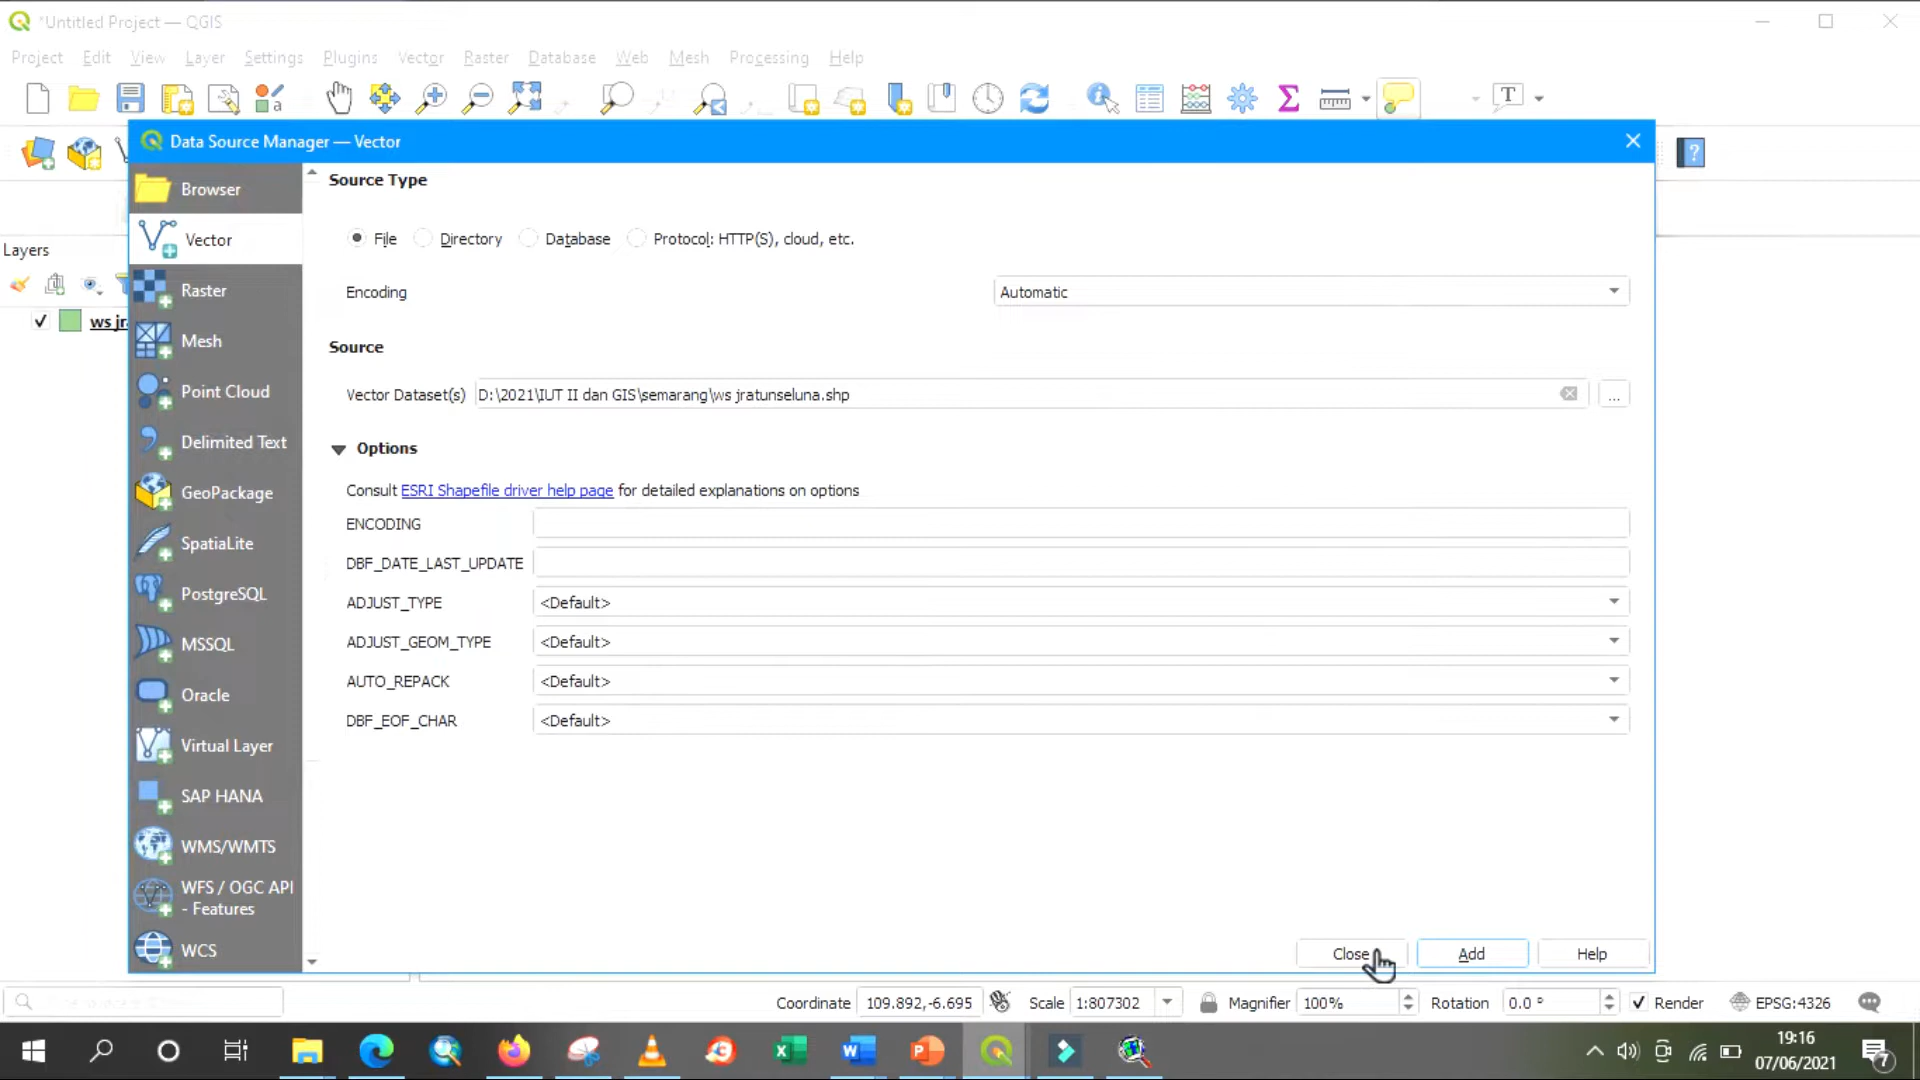 *Untitled Project — QGIS
Project Edit View Layer Settings Plugins Vector Raster Database Web Mesh Processing Help
Data Source Manager — Vector
Layers
ws jra
Browser
Vector
Raster
Mesh
Point Cloud
Delimited Text
GeoPackage
SpatiaLite
PostgreSQL
MSSQL
Oracle
Virtual Layer
SAP HANA
WMS/WMTS
WFS / OGC API
- Features
WCS
Source Type
File Directory Database Protocol: HTTP(S), cloud, etc.
Encoding Automatic
Source
Vector Dataset(s) D:\2021\IUT II dan GIS\semarang\ws jratunseluna.shp ...
Options
Consult ESRI Shapefile driver help page for detailed explanations on options
ENCODING
DBF_DATE_LAST_UPDATE
ADJUST_TYPE <Default>
ADJUST_GEOM_TYPE <Default>
AUTO_REPACK <Default>
DBF_EOF_CHAR <Default>
Close Add Help
Coordinate 109.892,-6.695 Scale 1:807302 Magnifier 100% Rotation 0.0 ° Render EPSG:4326
19:16
07/06/2021
7